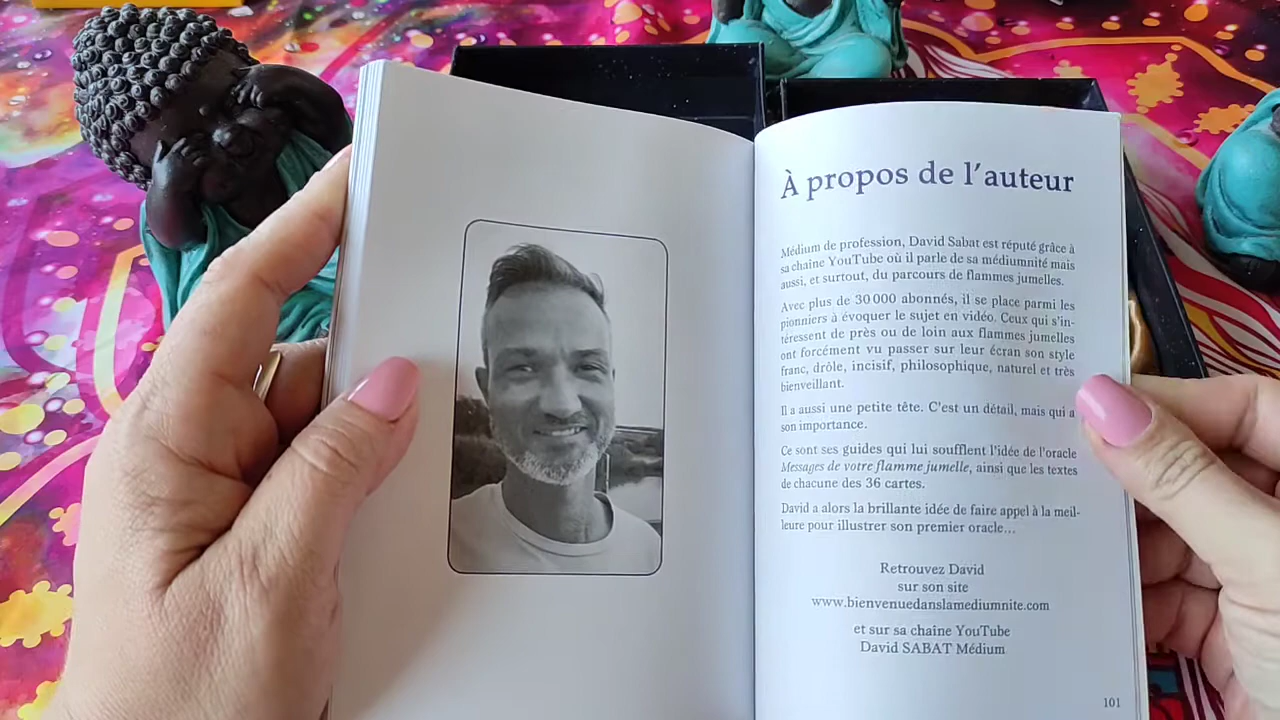 À propos de l'auteur
Médium de profession, David Sabat est réputé grâce à
sa chaîne YouTube où il parle de sa médiumnité mais
aussi, et surtout, du parcours de flammes jumelles.
Avec plus de 30 000 abonnés, il se place parmi les
pionniers à évoquer le sujet en vidéo. Ceux qui s'in-
téressent de près ou de loin aux flammes jumelles
ont forcément vu passer sur leur écran son style
franc, drôle, incisif, philosophique, naturel et très
bienveillant.
Il a aussi une petite tête. C'est un détail, mais qui a
son importance.
Ce sont ses guides qui lui soufflent l'idée de l'oracle
Messages de votre flamme jumelle, ainsi que les textes
de chacune des 36 cartes.
David a alors la brillante idée de faire appel à la meil-
leure pour illustrer son premier oracle...
Retrouvez David
sur son site
www.bienvenuedanslamediumnite.com
et sur sa chaîne YouTube
David SABAT Médium
101